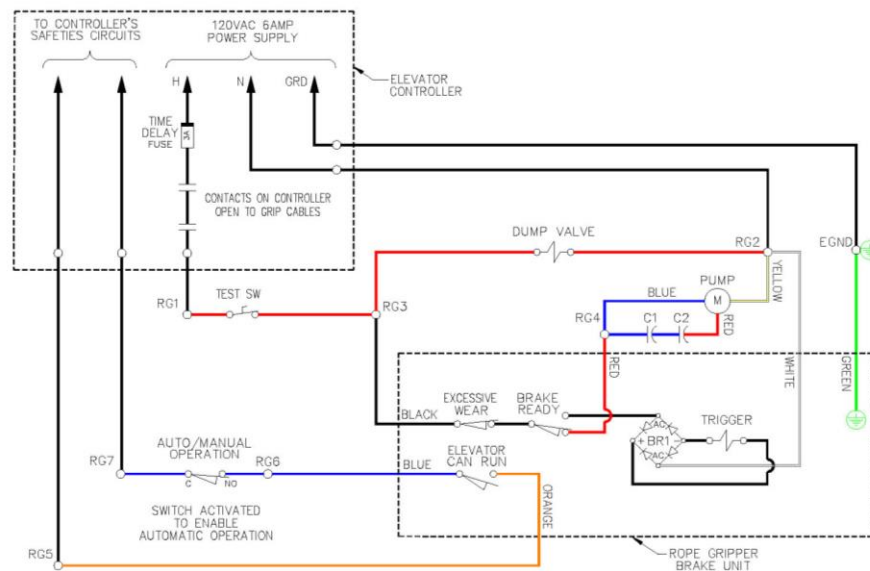 TO CONTROLLER'S
SAFETIES CIRCUITS
120VAC 6AMP
POWER SUPPLY
H
N
GRD
ELEVATOR
CONTROLLER
TIME
DELAY
FUSE
3A
CONTACTS ON CONTROLLER
OPEN TO GRIP CABLES
DUMP VALVE
RG2
EGND
YELLOW
PUMP
M
BLUE
RED
RG1
TEST SW
RG3
RG4
C1
C2
RED
WHITE
GREEN
BLACK
EXCESSIVE
WEAR
BRAKE
READY
AC
+ BR1 -
AC
TRIGGER
AUTO/MANUAL
OPERATION
RG7
RG6
C
NO
BLUE
ELEVATOR
CAN RUN
ORANGE
SWITCH ACTIVATED
TO ENABLE
AUTOMATIC OPERATION
RG5
ROPE GRIPPER
BRAKE UNIT